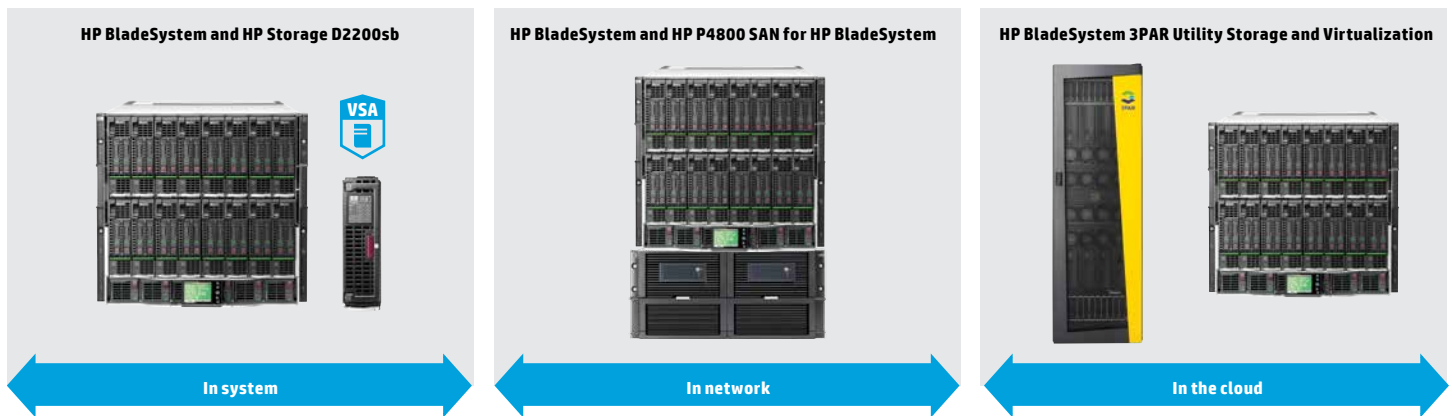 HP BladeSystem and HP Storage D2200sb
VSA
In system
HP BladeSystem and HP P4800 SAN for HP BladeSystem
In network
HP BladeSystem 3PAR Utility Storage and Virtualization
3PAR
In the cloud